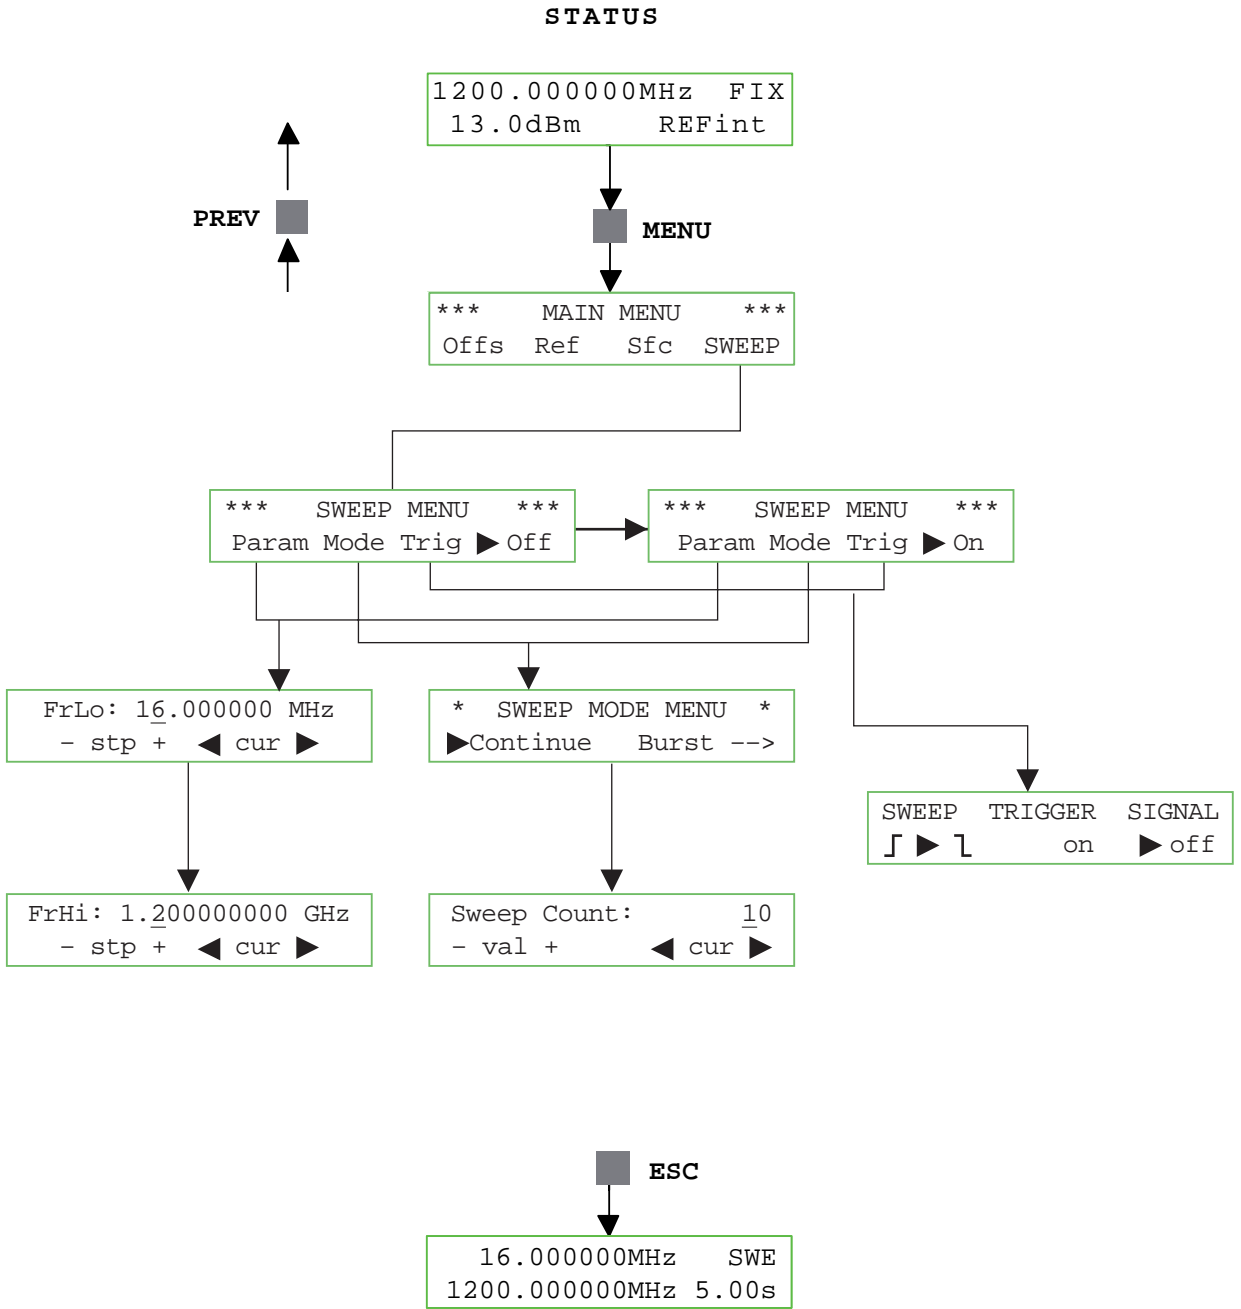 STATUS
1200.000000MHz FIX
13.0dBm REFint
PREV
MENU
*** MAIN MENU ***
Offs Ref Sfc SWEEP
*** SWEEP MENU ***
Param Mode Trig ▶ Off
*** SWEEP MENU ***
Param Mode Trig ▶ On
FrLo: 16.000000 MHz
– stp + ◀ cur ▶
* SWEEP MODE MENU *
▶Continue Burst -->
SWEEP TRIGGER SIGNAL
▶ on ▶ off
FrHi: 1.200000000 GHz
– stp + ◀ cur ▶
Sweep Count: 10
– val + ◀ cur ▶
ESC
16.000000MHz SWE
1200.000000MHz 5.00s